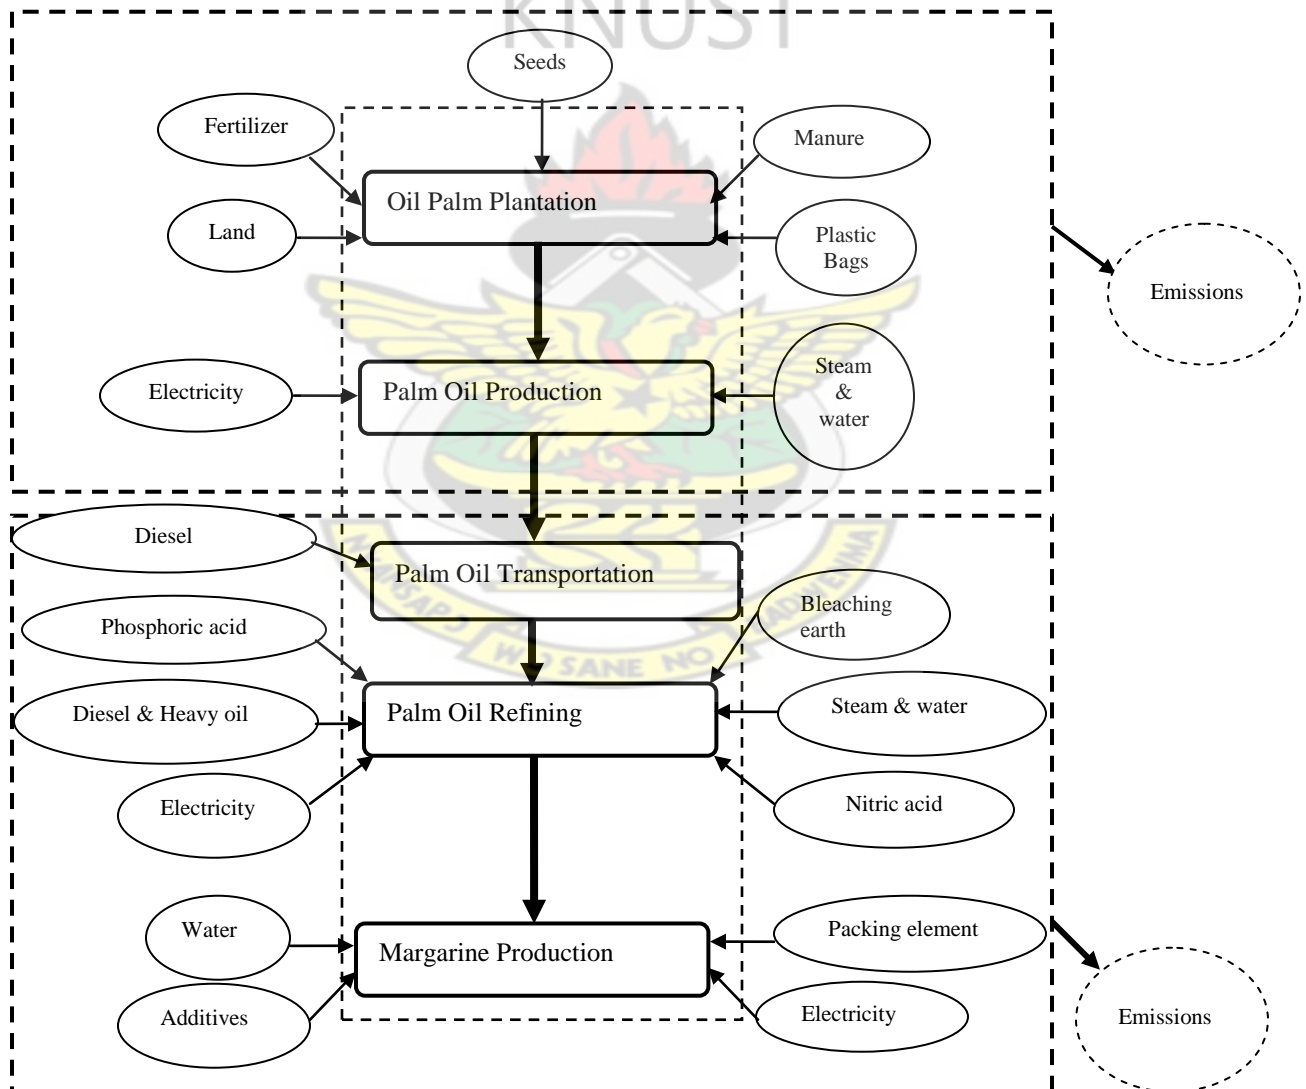 KNUST
Seeds
Fertilizer
Manure
Oil Palm Plantation
Land
Plastic
Bags
Emissions
Electricity
Palm Oil Production
Steam
&
water
Diesel
Palm Oil Transportation
Phosphoric acid
Bleaching
earth
Diesel & Heavy oil
Palm Oil Refining
Steam & water
Electricity
Nitric acid
Water
Margarine Production
Packing element
Additives
Electricity
Emissions
WO SANE NO